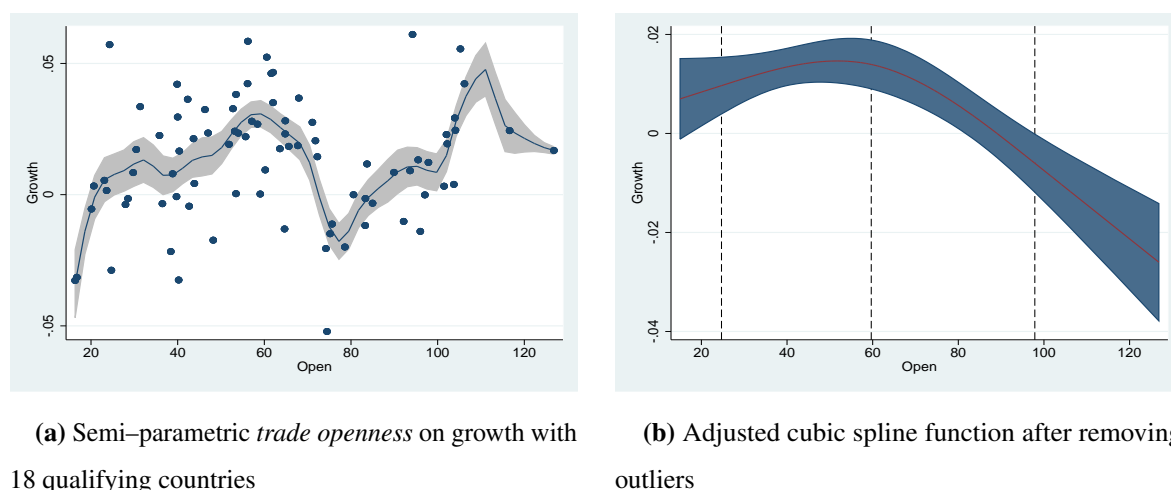 .05
0
-.05
Growth
20 40 60 80 100 120
Open
(a) Semi–parametric trade openness on growth with
18 qualifying countries
.02
0
-.02
-.04
Growth
20 40 60 80 100 120
Open
(b) Adjusted cubic spline function after removing
outliers